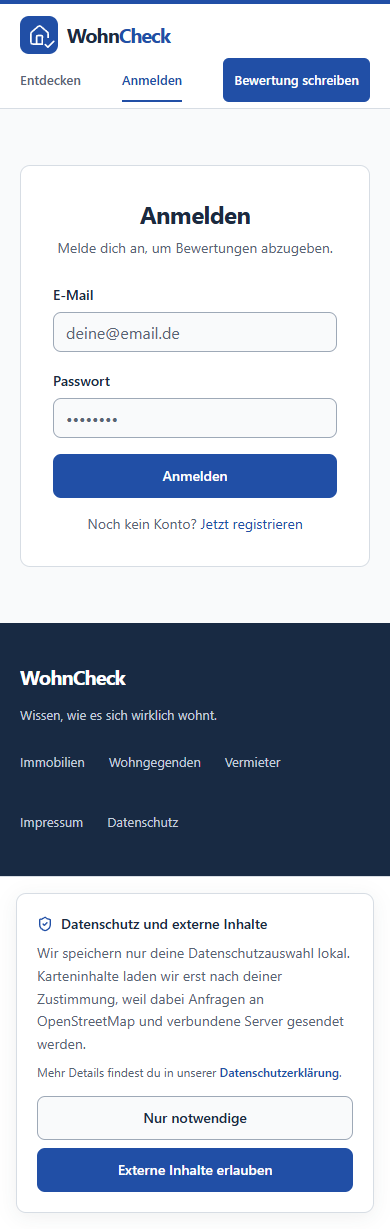 WohnCheck
Entdecken
Anmelden
Bewertung schreiben
Anmelden
Melde dich an, um Bewertungen abzugeben.
E-Mail
deine@email.de
Passwort
••••••••
Anmelden
Noch kein Konto? Jetzt registrieren
WohnCheck
Wissen, wie es sich wirklich wohnt.
Immobilien Wohngegenden Vermieter
Impressum Datenschutz
Datenschutz und externe Inhalte
Wir speichern nur deine Datenschutzauswahl lokal.
Karteninhalte laden wir erst nach deiner
Zustimmung, weil dabei Anfragen an
OpenStreetMap und verbundene Server gesendet
werden.
Mehr Details findest du in unserer Datenschutzerklärung.
Nur notwendige
Externe Inhalte erlauben